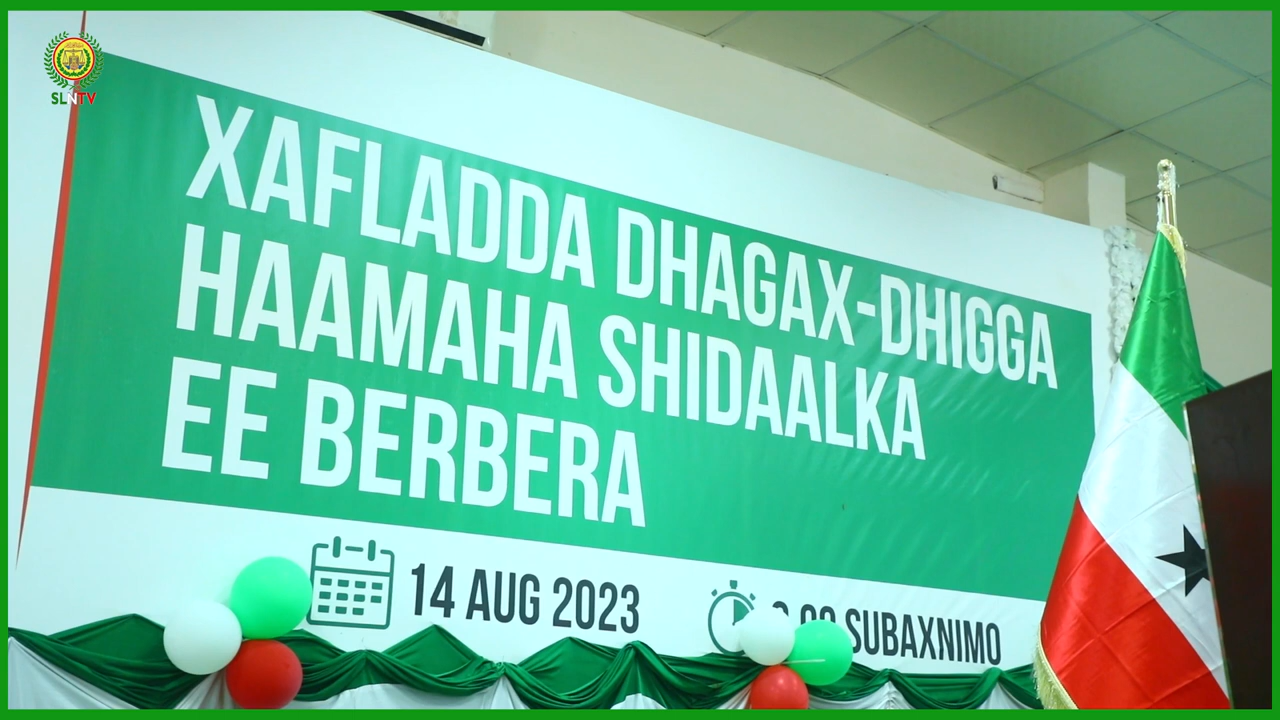 SLNTV
XAFLADDA DHAGAX-DHIGGA
HAAMAHA SHIDAALKA
EE BERBERA
14 AUG 2023
SUBAXNIMO